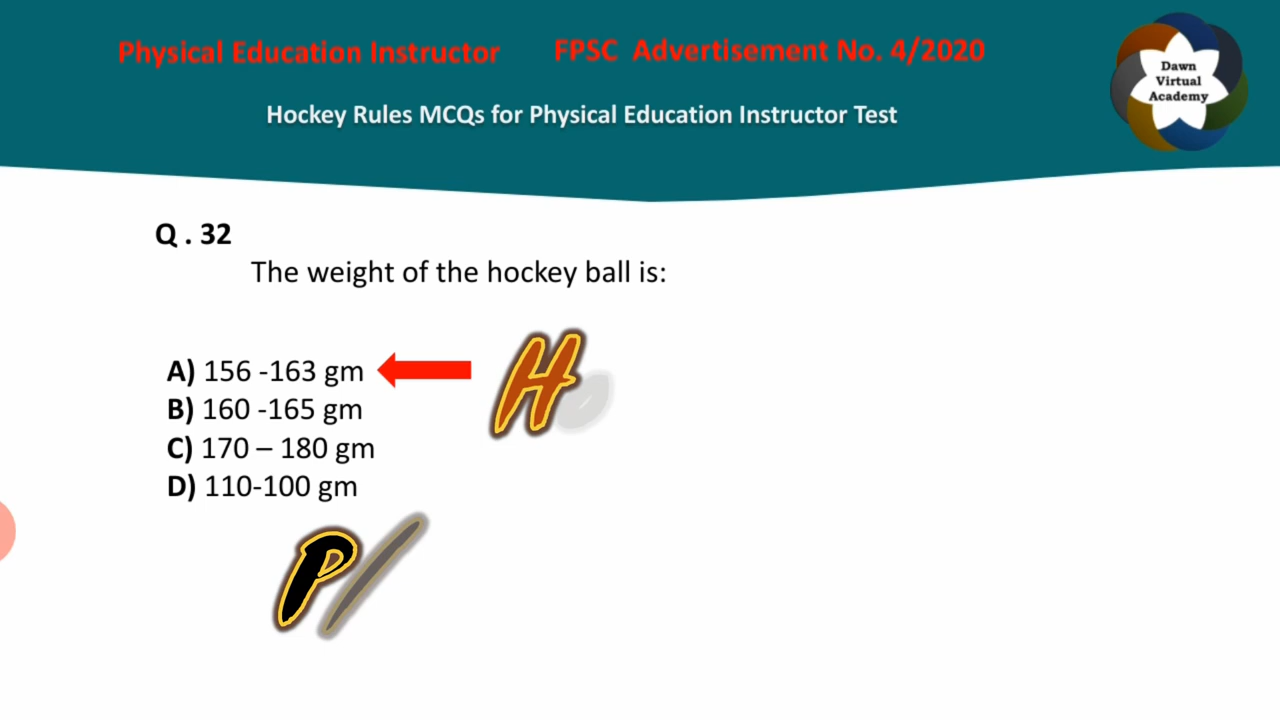 Physical Education Instructor FPSC Advertisement No. 4/2020
Dawn
Virtual
Academy
Hockey Rules MCQs for Physical Education Instructor Test
Q . 32
The weight of the hockey ball is:
A) 156 -163 gm
B) 160 -165 gm
C) 170 – 180 gm
D) 110-100 gm
H
P